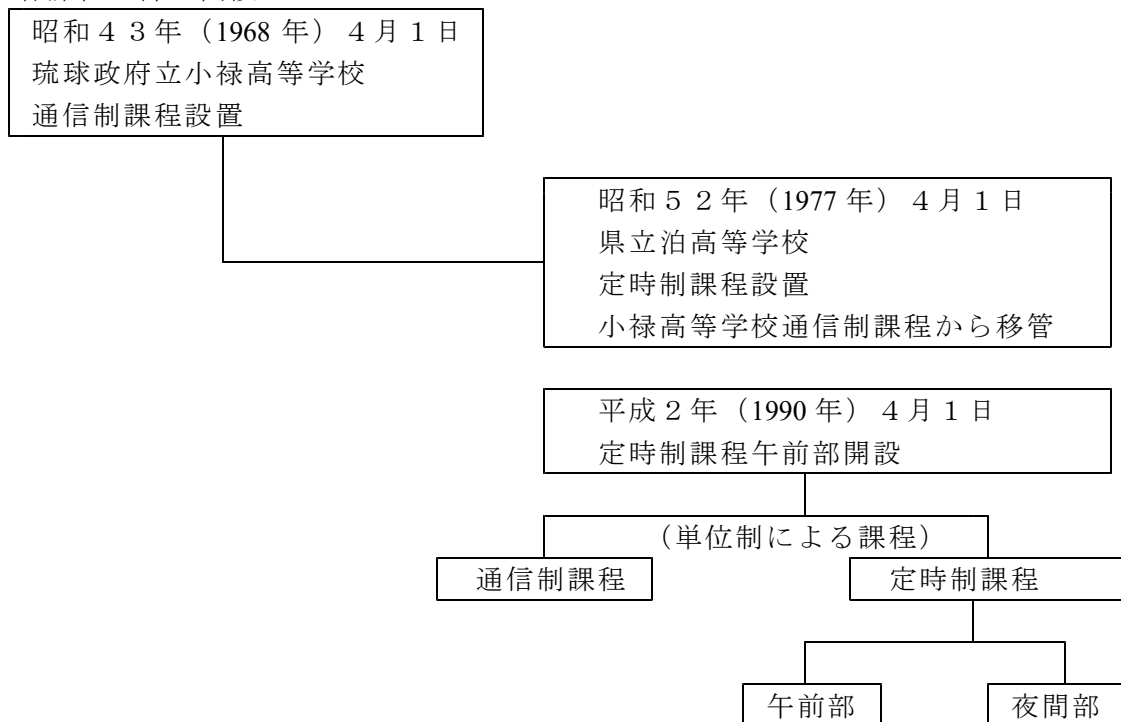 昭和４３年（1968 年）４月１日
琉球政府立小禄高等学校
通信制課程設置
昭和５２年（1977 年）４月１日
県立泊高等学校
定時制課程設置
小禄高等学校通信制課程から移管
平成２年（1990 年）４月１日
定時制課程午前部開設
（単位制による課程）
通信制課程
定時制課程
午前部
夜間部